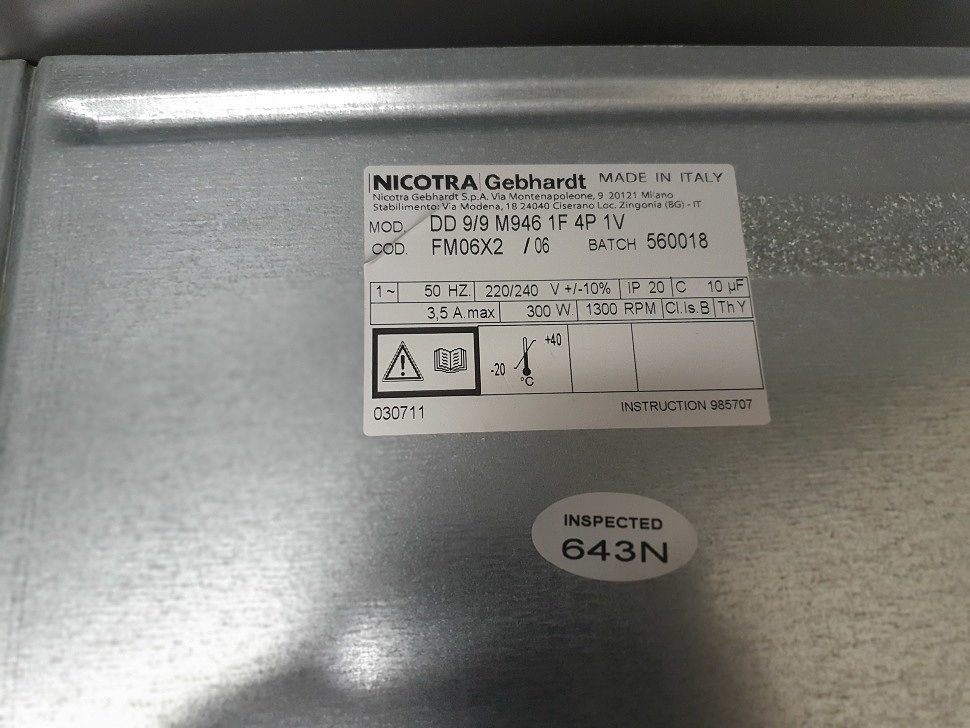 NICOTRA Gebhardt MADE IN ITALY
Nicotra Gebhardt S.p.A. Via Montenapoleone, 9 20121 Milano
Stabilimento: Via Modena, 18 24040 Ciserano Loc. Zingonia (BG) - IT
MOD. DD 9/9 M946 1F 4P 1V
COD. FM06X2 / 06 BATCH 560018
1~ 50 HZ. 220/240 V +/-10% IP 20 C 10 µF
3,5 A.max 300 W. 1300 RPM Cl.Is.B Th Y
+40
-20
°C
030711 INSTRUCTION 985707
INSPECTED
643N